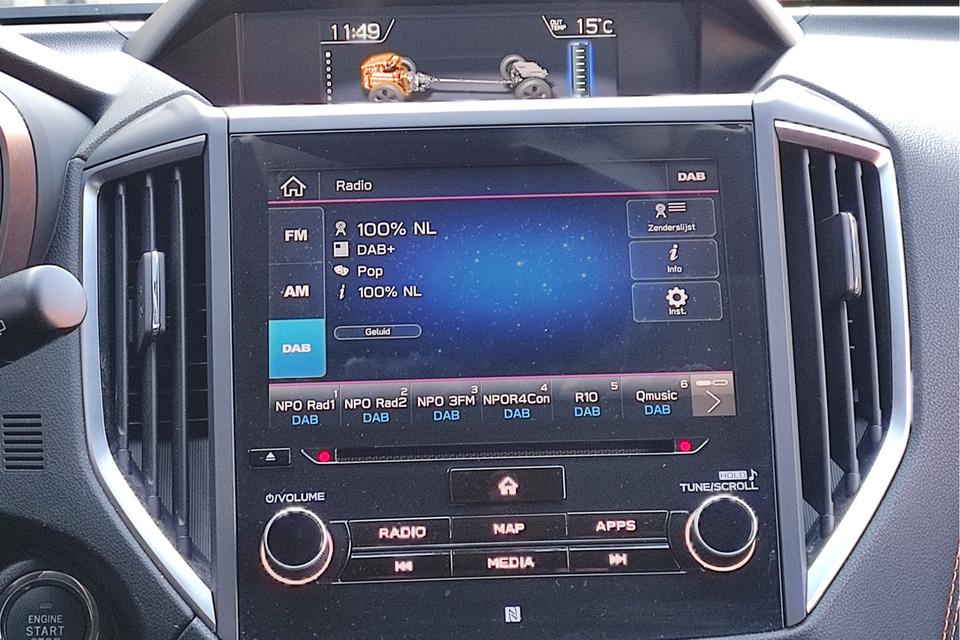 11:49
OUT TEMP 15°C
Radio
DAB
FM
100% NL
Zenderslijst
DAB+
Pop
Info
AM
100% NL
Inst.
Geluid
DAB
1 2 3 4 5 6
NPO Rad1 NPO Rad2 NPO 3FM NPOR4Con R10 Qmusic
DAB DAB DAB DAB DAB DAB
HOLD
VOLUME
TUNE/SCROLL
RADIO MAP APPS
MEDIA
N
ENGINE
START
STOP